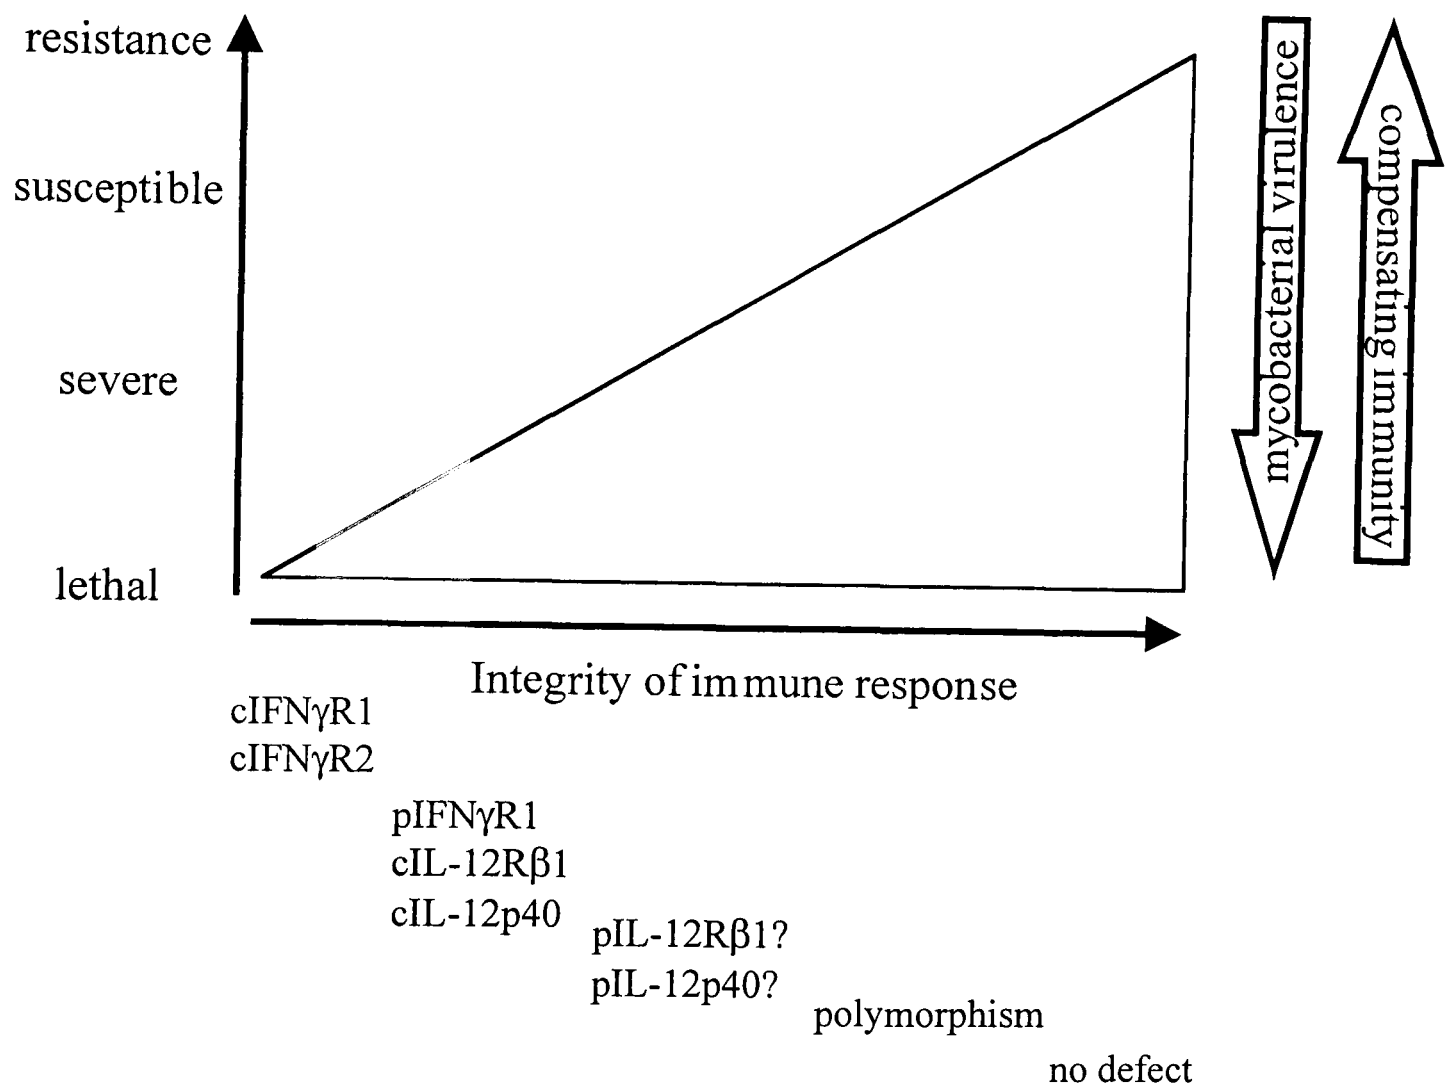 resistance
susceptible
severe
lethal
mycobacterial virulence
compensating immunity
Integrity of immune response
cIFNγR1
cIFNγR2
pIFNγR1
cIL-12Rβ1
cIL-12p40
pIL-12Rβ1?
pIL-12p40?
polymorphism
no defect